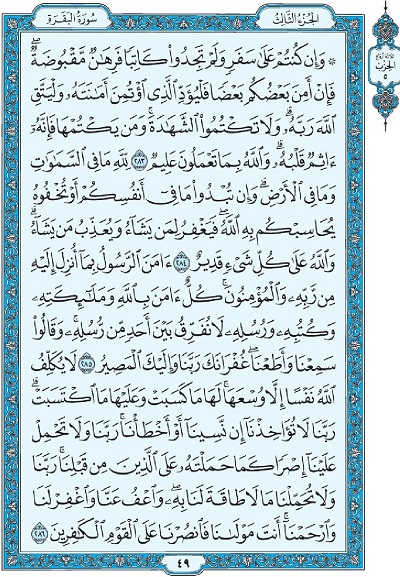 سُورَةُ البَقَرَةِ
الجُزْءُ الثَّالِثُ
ثلاثة أرباع
الحزب
٥
۞ وَإِن كُنتُمْ عَلَىٰ سَفَرٍ وَلَمْ تَجِدُوا۟ كَاتِبًا فَرِهَٰنٌ مَّقْبُوضَةٌ ۖ
فَإِنْ أَمِنَ بَعْضُكُم بَعْضًا فَلْيُؤَدِّ ٱلَّذِى ٱؤْتُمِنَ أَمَٰنَتَهُۥ وَلْيَتَّقِ
ٱللَّهَ رَبَّهُۥ ۗ وَلَا تَكْتُمُوا۟ ٱلشَّهَٰدَةَ ۚ وَمَن يَكْتُمْهَا فَإِنَّهُۥٓ
ءَاثِمٌ قَلْبُهُۥ ۗ وَٱللَّهُ بِمَا تَعْمَلُونَ عَلِيمٌ ٢٨٣ لِّلَّهِ مَا فِى ٱلسَّمَٰوَٰتِ
وَمَا فِى ٱلْأَرْضِ ۗ وَإِن تُبْدُوا۟ مَا فِىٓ أَنفُسِكُمْ أَوْ تُخْفُوهُ
يُحَاسِبْكُم بِهِ ٱللَّهُ ۖ فَيَغْفِرُ لِمَن يَشَآءُ وَيُعَذِّبُ مَن يَشَآءُ ۗ
وَٱللَّهُ عَلَىٰ كُلِّ شَىْءٍ قَدِيرٌ ٢٨٤ ءَامَنَ ٱلرَّسُولُ بِمَآ أُنزِلَ إِلَيْهِ
مِن رَّبِّهِۦ وَٱلْمُؤْمِنُونَ ۚ كُلٌّ ءَامَنَ بِٱللَّهِ وَمَلَٰٓئِكَتِهِۦ
وَكُتُبِهِۦ وَرُسُلِهِۦ لَا نُفَرِّقُ بَيْنَ أَحَدٍ مِّن رُّسُلِهِۦ ۚ وَقَالُوا۟
سَمِعْنَا وَأَطَعْنَا ۖ غُفْرَانَكَ رَبَّنَا وَإِلَيْكَ ٱلْمَصِيرُ ٢٨٥ لَا يُكَلِّفُ
ٱللَّهُ نَفْسًا إِلَّا وُسْعَهَا ۚ لَهَا مَا كَسَبَتْ وَعَلَيْهَا مَا ٱكْتَسَبَتْ ۗ
رَبَّنَا لَا تُؤَاخِذْنَآ إِن نَّسِينَآ أَوْ أَخْطَأْنَا ۚ رَبَّنَا وَلَا تَحْمِلْ
عَلَيْنَآ إِصْرًا كَمَا حَمَلْتَهُۥ عَلَى ٱلَّذِينَ مِن قَبْلِنَا ۚ رَبَّنَا
وَلَا تُحَمِّلْنَا مَا لَا طَاقَةَ لَنَا بِهِۦ ۖ وَٱعْفُ عَنَّا وَٱغْفِرْ لَنَا
وَٱرْحَمْنَآ ۚ أَنتَ مَوْلَىٰنَا فَٱنصُرْنَا عَلَى ٱلْقَوْمِ ٱلْكَٰفِرِينَ ٢٨٦
٤٩